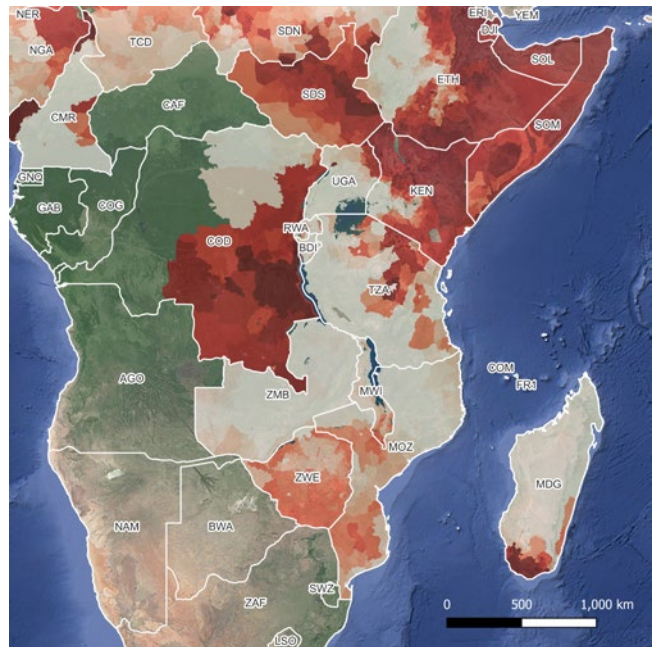 NER
ERI
YEM
NGA
TCD
SDN
DJI
SOL
ETH
SDS
CAF
CMR
SOM
GNQ
UGA
KEN
GAB
COG
COD
RWA
BDI
TZA
AGO
COM
FR1
ZMB
MWI
MOZ
ZWE
MDG
NAM
BWA
SWZ
ZAF
LSO
0 500 1,000 km